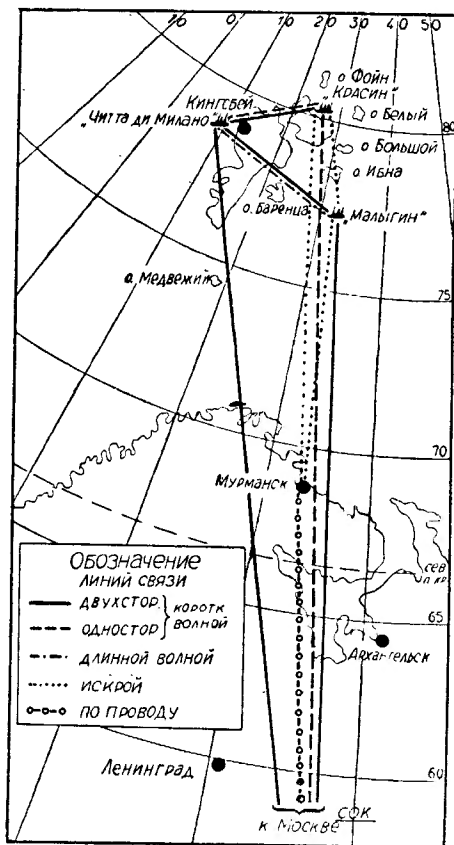 10
0
10
20
30
40
50
о Фойн
„КРАСИН"
Кингсбей
о Белый
80
„Читта ди Милано
о Большой
о Ибна
о. Баренца
„Малыгин"
о. Медвежий
75
70
Мурманск
СЕВ
П.КР.
65
Архангельск
Обозначение
линий связи
двухстор.
одностор
коротк
волной
длинной волной
искрой
по проводу
60
Ленинград
к Москве
СОК